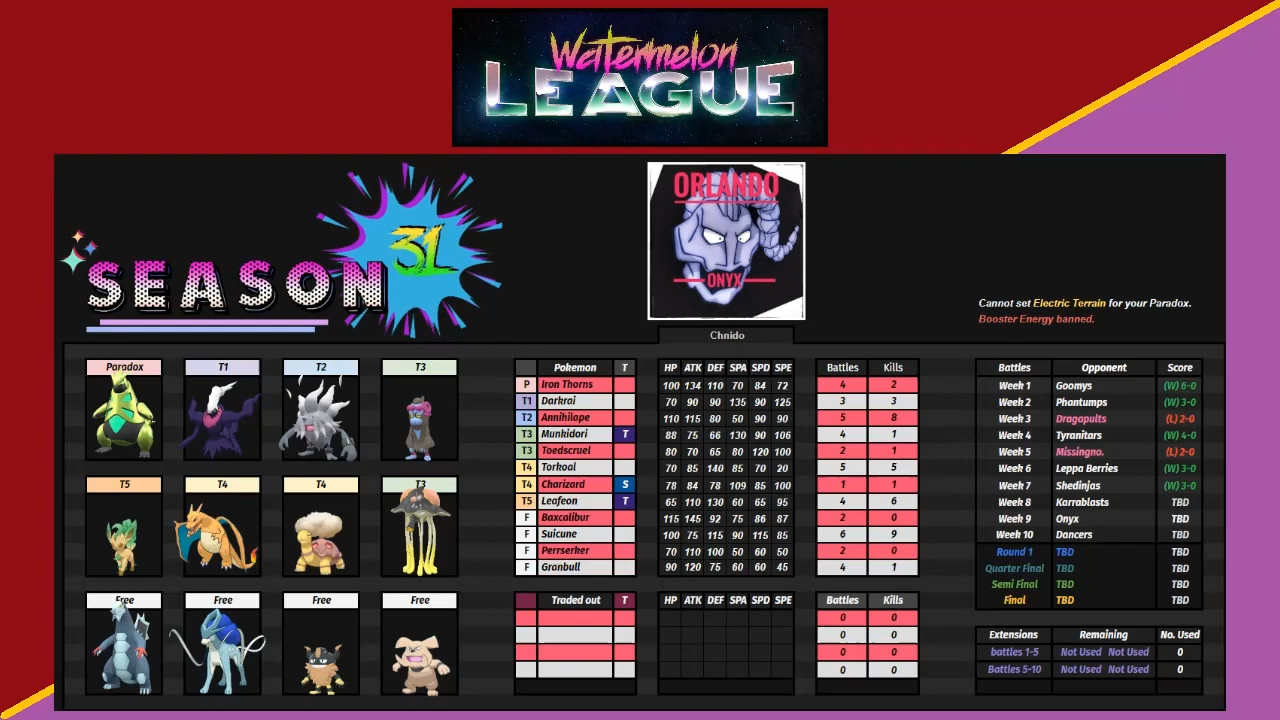 Watermelon
LEAGUE
SEASON 31
ORLANDO
ONYX
Cannot set Electric Terrain for your Paradox.
Booster Energy banned.
Chnido
Paradox T1 T2 T3
T5 T4 T4 T3
Free Free Free Free
Pokemon T HP ATK DEF SPA SPD SPE Battles Kills
P Iron Thorns 100 134 110 70 84 72 4 2
T1 Darkrai 70 90 90 135 90 125 3 3
T2 Annihilape 110 115 80 50 90 90 5 8
T3 Munkidori T 88 75 66 130 90 106 4 1
T3 Toedscruel 80 70 65 80 120 100 2 1
T4 Torkoal 70 85 140 85 70 20 5 5
T4 Charizard S 78 84 78 109 85 100 1 1
T5 Leafeon T 65 110 130 60 65 95 4 6
F Baxcalibur 115 145 92 75 86 87 2 0
F Suicune 100 75 115 90 115 85 6 9
F Perrserker 70 110 100 50 60 50 2 0
F Granbull 90 120 75 60 60 45 4 1
Traded out T HP ATK DEF SPA SPD SPE Battles Kills
0 0
0 0
0 0
0 0
Battles Opponent Score
Week 1 Goomys (W) 6-0
Week 2 Phantumps (W) 3-0
Week 3 Dragapults (L) 2-0
Week 4 Tyranitars (W) 4-0
Week 5 Missingno. (L) 2-0
Week 6 Leppa Berries (W) 3-0
Week 7 Shedinjas (W) 3-0
Week 8 Karrablasts TBD
Week 9 Onyx TBD
Week 10 Dancers TBD
Round 1 TBD TBD
Quarter Final TBD TBD
Semi Final TBD TBD
Final TBD TBD
Extensions Remaining No. Used
battles 1-5 Not Used Not Used 0
Battles 5-10 Not Used Not Used 0